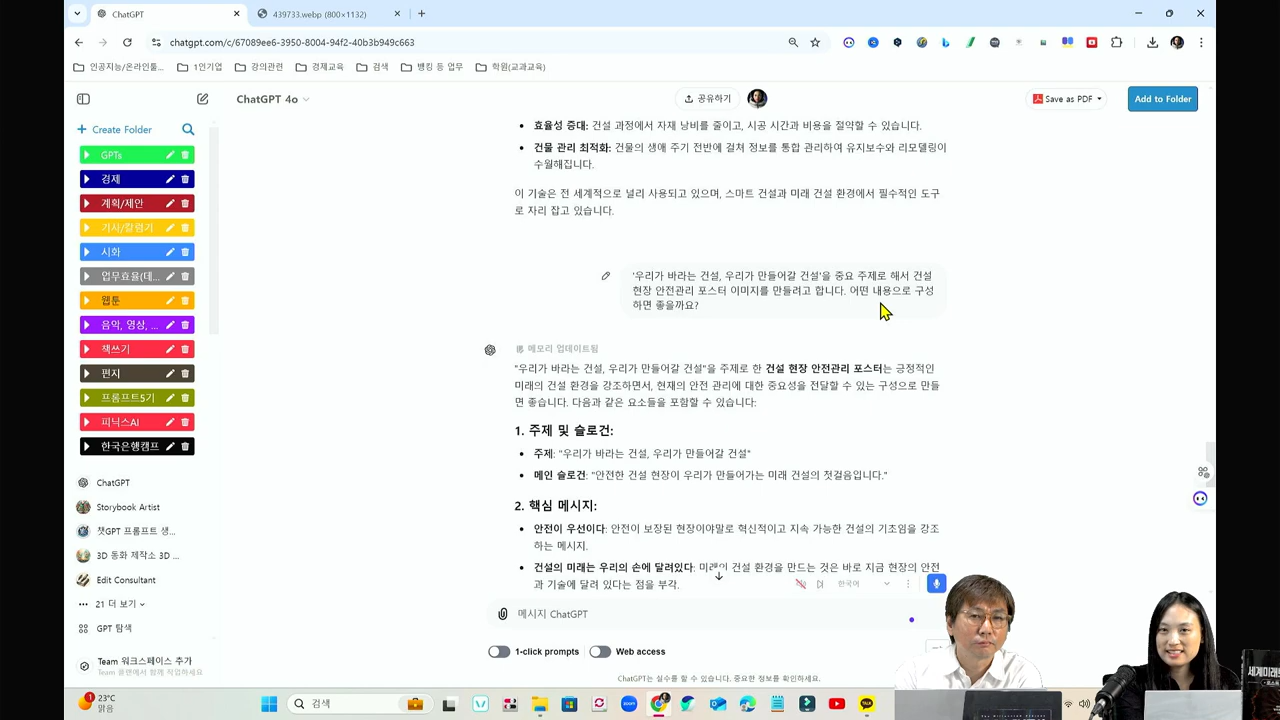 ChatGPT
439733.webp (800×1132)
chatgpt.com/c/67089ee6-3950-8004-94f2-40b3b949c663
인공지능/온라인툴...
1인기업
강의관련
경제교육
검색
뱅킹 등 업무
학원(교과교육)
ChatGPT 4o
공유하기
Save as PDF
Add to Folder
Create Folder
GPTs
경제
계획/제안
기사/칼럼기
시화
업무효율(데...
웹툰
음악, 영상, ...
책쓰기
편지
프롬프트5기
피닉스AI
한국은행캠프
ChatGPT
Storybook Artist
챗GPT 프롬프트 생...
3D 동화 제작소 3D ...
Edit Consultant
21 더 보기
GPT 탐색
Team 워크스페이스 추가
Team 플랜에서 함께 작업하세요
효율성 증대: 건설 과정에서 자재 낭비를 줄이고, 시공 시간과 비용을 절약할 수 있습니다.
건물 관리 최적화: 건물의 생애 주기 전반에 걸쳐 정보를 통합 관리하여 유지보수와 리모델링이
수월해집니다.
이 기술은 전 세계적으로 널리 사용되고 있으며, 스마트 건설과 미래 건설 환경에서 필수적인 도구
로 자리 잡고 있습니다.
'우리가 바라는 건설, 우리가 만들어갈 건설'을 중요 주제로 해서 건설
현장 안전관리 포스터 이미지를 만들려고 합니다. 어떤 내용으로 구성
하면 좋을까요?
메모리 업데이트됨
"우리가 바라는 건설, 우리가 만들어갈 건설"을 주제로 한 건설 현장 안전관리 포스터는 긍정적인
미래의 건설 환경을 강조하면서, 현재의 안전 관리에 대한 중요성을 전달할 수 있는 구성으로 만들
면 좋습니다. 다음과 같은 요소들을 포함할 수 있습니다:
1. 주제 및 슬로건:
주제: "우리가 바라는 건설, 우리가 만들어갈 건설"
메인 슬로건: "안전한 건설 현장이 우리가 만들어가는 미래 건설의 첫걸음입니다."
2. 핵심 메시지:
안전이 우선이다: 안전이 보장된 현장이야말로 혁신적이고 지속 가능한 건설의 기초임을 강조
하는 메시지.
건설의 미래는 우리의 손에 달려있다: 미래의 건설 환경을 만드는 것은 바로 지금 현장의 안전
과 기술에 달려 있다는 점을 부각.
한국어
메시지 ChatGPT
1-click prompts
Web access
ChatGPT는 실수를 할 수 있습니다. 중요한 정보를 확인하세요.
1
23°C
맑음
검색
zoom
TALK
세계미래보